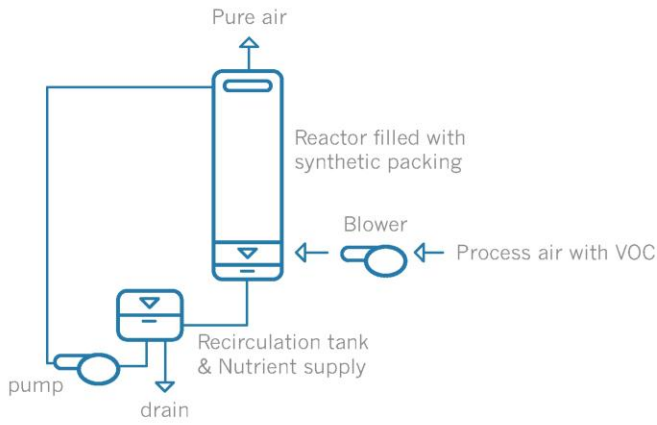 Pure air
Reactor filled with
synthetic packing
Blower
Process air with VOC
Recirculation tank
& Nutrient supply
pump
drain